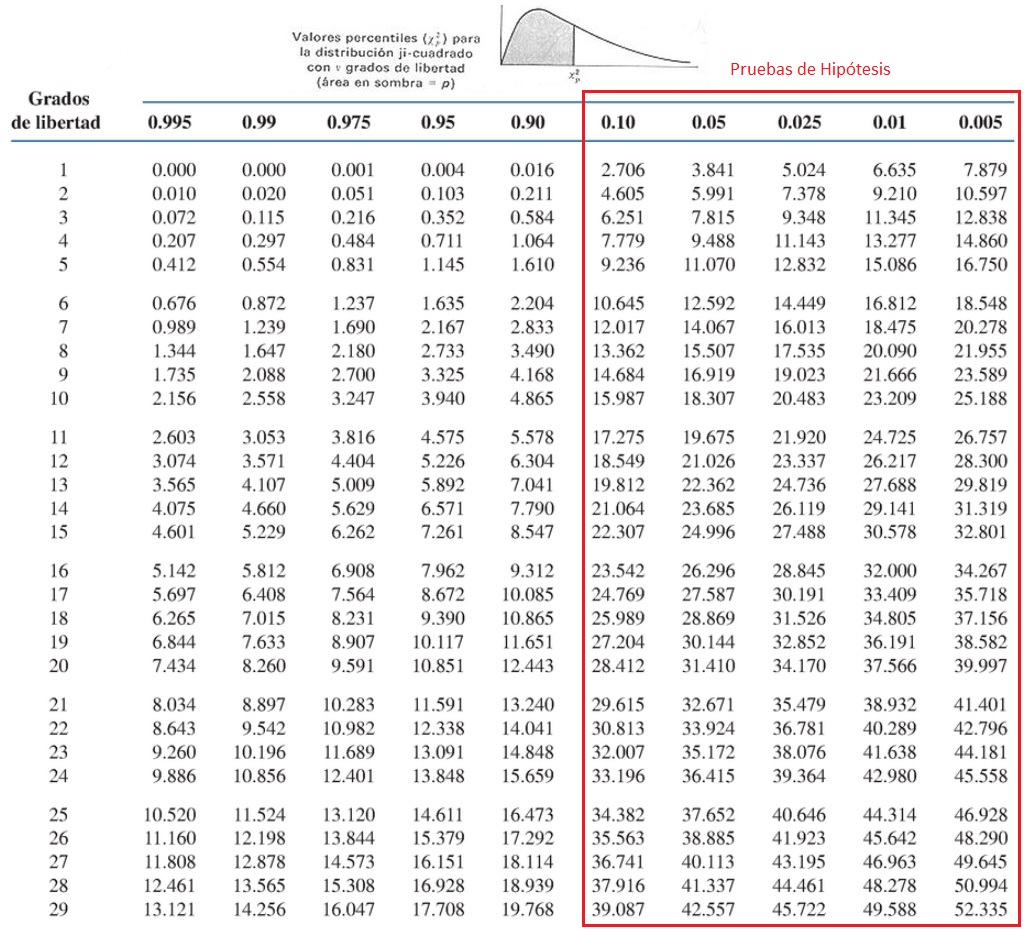 Valores percentiles (χ²ₚ) para
la distribución ji-cuadrado
con ν grados de libertad
(área en sombra = p)
χ²ₚ
Pruebas de Hipótesis
Grados
de libertad 0.995 0.99 0.975 0.95 0.90 0.10 0.05 0.025 0.01 0.005
1 0.000 0.000 0.001 0.004 0.016 2.706 3.841 5.024 6.635 7.879
2 0.010 0.020 0.051 0.103 0.211 4.605 5.991 7.378 9.210 10.597
3 0.072 0.115 0.216 0.352 0.584 6.251 7.815 9.348 11.345 12.838
4 0.207 0.297 0.484 0.711 1.064 7.779 9.488 11.143 13.277 14.860
5 0.412 0.554 0.831 1.145 1.610 9.236 11.070 12.832 15.086 16.750
6 0.676 0.872 1.237 1.635 2.204 10.645 12.592 14.449 16.812 18.548
7 0.989 1.239 1.690 2.167 2.833 12.017 14.067 16.013 18.475 20.278
8 1.344 1.647 2.180 2.733 3.490 13.362 15.507 17.535 20.090 21.955
9 1.735 2.088 2.700 3.325 4.168 14.684 16.919 19.023 21.666 23.589
10 2.156 2.558 3.247 3.940 4.865 15.987 18.307 20.483 23.209 25.188
11 2.603 3.053 3.816 4.575 5.578 17.275 19.675 21.920 24.725 26.757
12 3.074 3.571 4.404 5.226 6.304 18.549 21.026 23.337 26.217 28.300
13 3.565 4.107 5.009 5.892 7.041 19.812 22.362 24.736 27.688 29.819
14 4.075 4.660 5.629 6.571 7.790 21.064 23.685 26.119 29.141 31.319
15 4.601 5.229 6.262 7.261 8.547 22.307 24.996 27.488 30.578 32.801
16 5.142 5.812 6.908 7.962 9.312 23.542 26.296 28.845 32.000 34.267
17 5.697 6.408 7.564 8.672 10.085 24.769 27.587 30.191 33.409 35.718
18 6.265 7.015 8.231 9.390 10.865 25.989 28.869 31.526 34.805 37.156
19 6.844 7.633 8.907 10.117 11.651 27.204 30.144 32.852 36.191 38.582
20 7.434 8.260 9.591 10.851 12.443 28.412 31.410 34.170 37.566 39.997
21 8.034 8.897 10.283 11.591 13.240 29.615 32.671 35.479 38.932 41.401
22 8.643 9.542 10.982 12.338 14.041 30.813 33.924 36.781 40.289 42.796
23 9.260 10.196 11.689 13.091 14.848 32.007 35.172 38.076 41.638 44.181
24 9.886 10.856 12.401 13.848 15.659 33.196 36.415 39.364 42.980 45.558
25 10.520 11.524 13.120 14.611 16.473 34.382 37.652 40.646 44.314 46.928
26 11.160 12.198 13.844 15.379 17.292 35.563 38.885 41.923 45.642 48.290
27 11.808 12.878 14.573 16.151 18.114 36.741 40.113 43.195 46.963 49.645
28 12.461 13.565 15.308 16.928 18.939 37.916 41.337 44.461 48.278 50.994
29 13.121 14.256 16.047 17.708 19.768 39.087 42.557 45.722 49.588 52.335